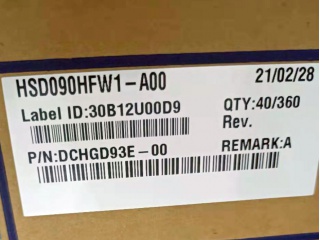 HSD090HFW1-A00 21/02/28
Label ID:30B12U00D9 QTY:40/360
Rev.
P/N:DCHGD93E-00 REMARK:A